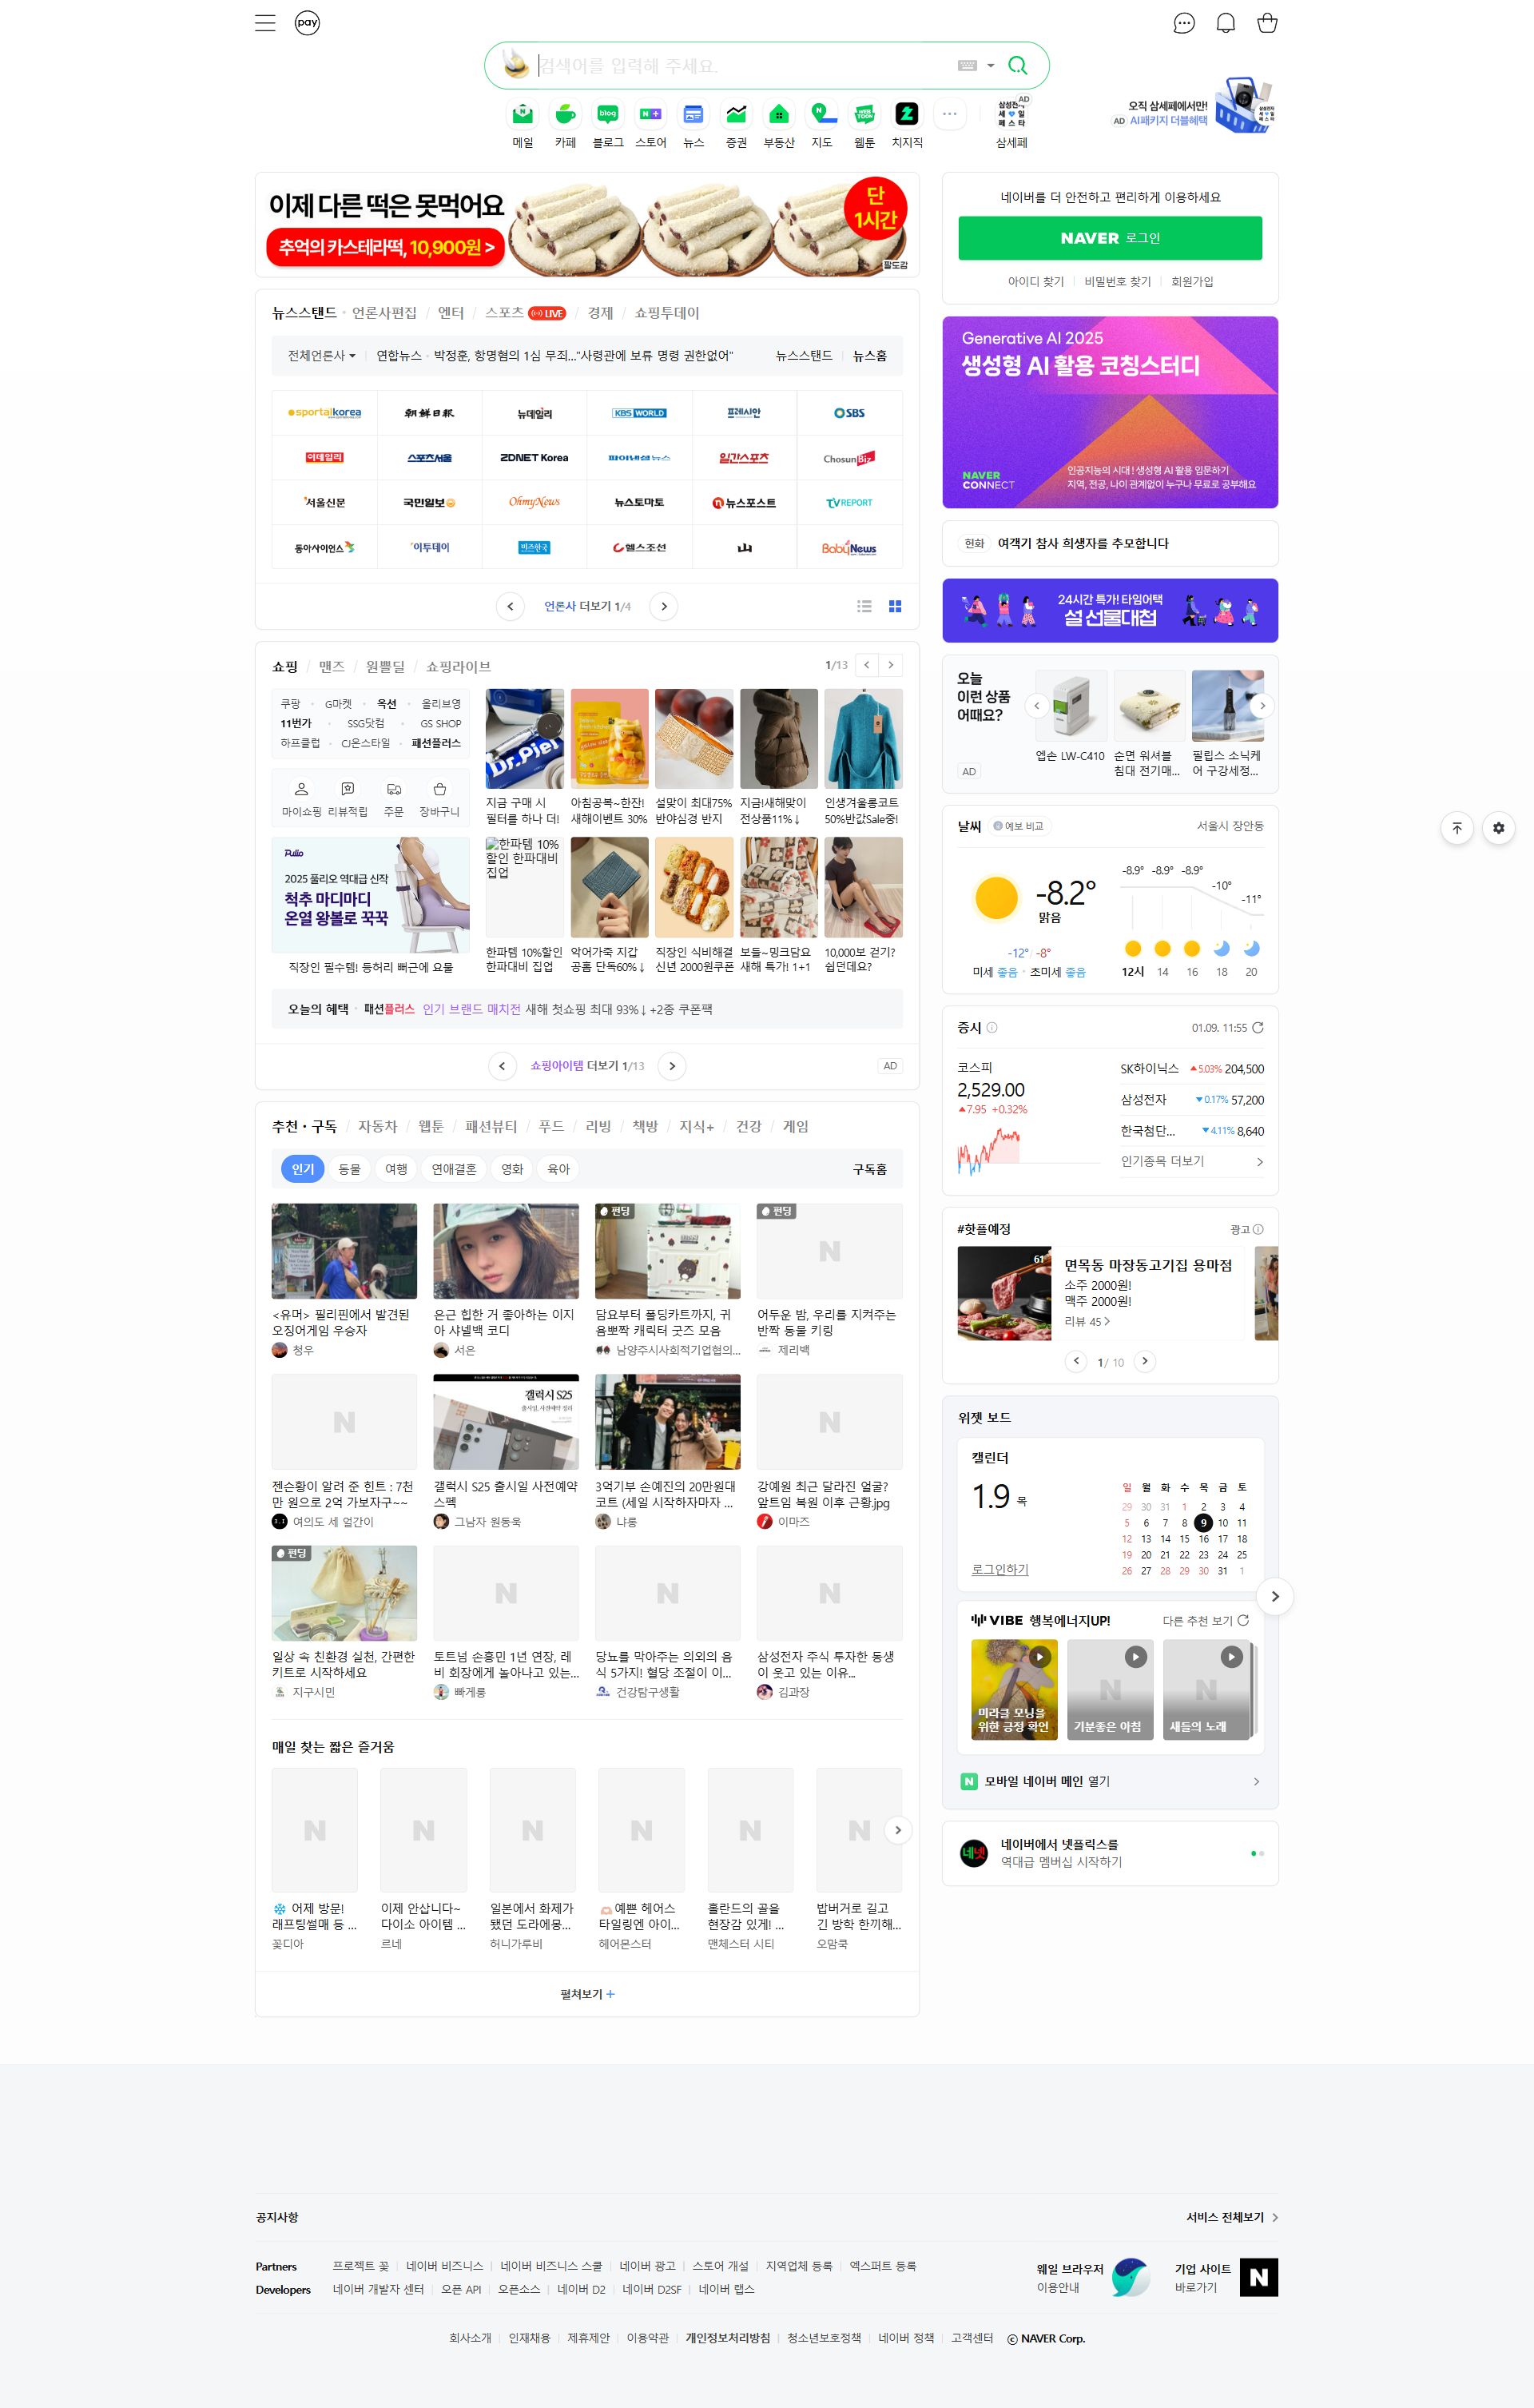 pay
검색어를 입력해 주세요.
메일
카페
블로그
스토어
뉴스
증권
부동산
지도
웹툰
치지직
AD
삼세페
오직 삼세페에서만!
AD AI패키지 더블혜택
이제 다른 떡은 못먹어요
추억의 카스테라떡, 10,900원 >
단
1시간
팔도감
네이버를 더 안전하고 편리하게 이용하세요
NAVER 로그인
아이디 찾기
비밀번호 찾기
회원가입
뉴스스탠드 · 언론사편집 / 엔터 / 스포츠 LIVE / 경제 / 쇼핑투데이
전체언론사
연합뉴스 · 박정훈, 항명혐의 1심 무죄..."사령관에 보류 명령 권한없어"
뉴스스탠드
뉴스홈
sportalkorea
朝鮮日報
뉴데일리
KBS WORLD
프레시안
SBS
이데일리
스포츠서울
ZDNET Korea
파이낸셜뉴스
일간스포츠
ChosunBiz
서울신문
국민일보
OhmyNews
뉴스토마토
뉴스포스트
TVREPORT
동아사이언스
이투데이
비즈한국
헬스조선
山
BabyNews
언론사 더보기 1/4
Generative AI 2025
생성형 AI 활용 코칭스터디
NAVER
CONNECT
인공지능의 시대! 생성형 AI 활용 입문하기
지역, 전공, 나이 관계없이 누구나 무료로 공부해요
헌화 여객기 참사 희생자를 추모합니다
24시간 특가! 타임어택
설 선물대첩
쇼핑 / 맨즈 / 원쁠딜 / 쇼핑라이브
1/13
쿠팡 · G마켓 · 옥션 · 올리브영
11번가 · SSG닷컴 · GS SHOP
하프클럽 · CJ온스타일 · 패션플러스
마이쇼핑
리뷰적립
주문
장바구니
Dr.Piel
지금 구매 시
필터를 하나 더!
아침공복~한잔!
새해이벤트 30%
설맞이 최대75%
반야심경 반지
지금!새해맞이
전상품11%↓
인생겨울롱코트
50%반값Sale중!
Pulio
2025 풀리오 역대급 신작
척추 마디마디
온열 왕볼로 꾹꾹
직장인 필수템! 등허리 뻐근에 요물
한파템 10%
할인 한파대비
집업
한파템 10%할인
한파대비 집업
악어가죽 지갑
공홈 단독60%↓
직장인 식비해결
신년 2000원쿠폰
보들~밍크담요
새해 특가! 1+1
10,000보 걷기?
쉽던데요?
오늘의 혜택 · 패션플러스 인기 브랜드 매치전 새해 첫쇼핑 최대 93%↓+2종 쿠폰팩
쇼핑아이템 더보기 1/13
AD
오늘
이런 상품
어때요?
AD
엡손 LW-C410
순면 워셔블
침대 전기매...
필립스 소닉케
어 구강세정...
날씨 예보 비교
서울시 장안동
-8.2°
맑음
-12° / -8°
미세 좋음 · 초미세 좋음
-8.9° -8.9° -8.9° -10° -11°
12시 14 16 18 20
증시
01.09. 11:55
코스피
2,529.00
▲7.95 +0.32%
SK하이닉스 ▲5.03% 204,500
삼성전자 ▼0.17% 57,200
한국첨단... ▼4.11% 8,640
인기종목 더보기
추천·구독 / 자동차 / 웹툰 / 패션뷰티 / 푸드 / 리빙 / 책방 / 지식+ / 건강 / 게임
인기 동물 여행 연애결혼 영화 육아
구독홈
<유머> 필리핀에서 발견된
오징어게임 우승자
청우
은근 힙한 거 좋아하는 이지
아 샤넬백 코디
서은
펀딩
담요부터 폴딩카트까지, 귀
욤뽀짝 캐릭터 굿즈 모음
남양주시사회적기업협의...
펀딩
어두운 밤, 우리를 지켜주는
반짝 동물 키링
제리백
젠슨황이 알려 준 힌트 : 7천
만 원으로 2억 가보자구~~
여의도 세 얼간이
갤럭시 S25
출시일, 사전예약 정리
갤럭시 S25 출시일 사전예약
스펙
그남자 원동욱
3억기부 손예진의 20만원대
코트 (세일 시작하자마자 ...
냐롱
강예원 최근 달라진 얼굴?
앞트임 복원 이후 근황.jpg
이마즈
펀딩
일상 속 친환경 실천, 간편한
키트로 시작하세요
지구시민
토트넘 손흥민 1년 연장, 레
비 회장에게 놀아나고 있는...
빠게롱
당뇨를 막아주는 의외의 음
식 5가지! 혈당 조절이 이...
건강탐구생활
삼성전자 주식 투자한 동생
이 웃고 있는 이유...
김과장
매일 찾는 짧은 즐거움
어제 방문!
래프팅썰매 등 ...
꽃디아
이제 안삽니다~
다이소 아이템 ...
르네
일본에서 화제가
됐던 도라에몽...
허니가루비
예쁜 헤어스
타일링엔 아이...
헤어몬스터
홀란드의 골을
현장감 있게! ...
맨체스터 시티
밥버거로 길고
긴 방학 한끼해...
오맘쿡
펼쳐보기 +
#핫플예정
광고
61
면목동 마장동고기집 용마점
소주 2000원!
맥주 2000원!
리뷰 45
1 / 10
위젯 보드
캘린더
1.9 목
로그인하기
일 월 화 수 목 금 토
29 30 31 1 2 3 4
5 6 7 8 9 10 11
12 13 14 15 16 17 18
19 20 21 22 23 24 25
26 27 28 29 30 31 1
VIBE 행복에너지UP!
다른 추천 보기
미라클 모닝을
위한 긍정 확언
기분좋은 아침
새들의 노래
모바일 네이버 메인 열기
네넷
네이버에서 넷플릭스를
역대급 멤버십 시작하기
공지사항
서비스 전체보기
Partners 프로젝트 꽃 네이버 비즈니스 네이버 비즈니스 스쿨 네이버 광고 스토어 개설 지역업체 등록 엑스퍼트 등록
Developers 네이버 개발자 센터 오픈 API 오픈소스 네이버 D2 네이버 D2SF 네이버 랩스
웨일 브라우저
이용안내
기업 사이트
바로가기
회사소개 인재채용 제휴제안 이용약관 개인정보처리방침 청소년보호정책 네이버 정책 고객센터 ⓒ NAVER Corp.